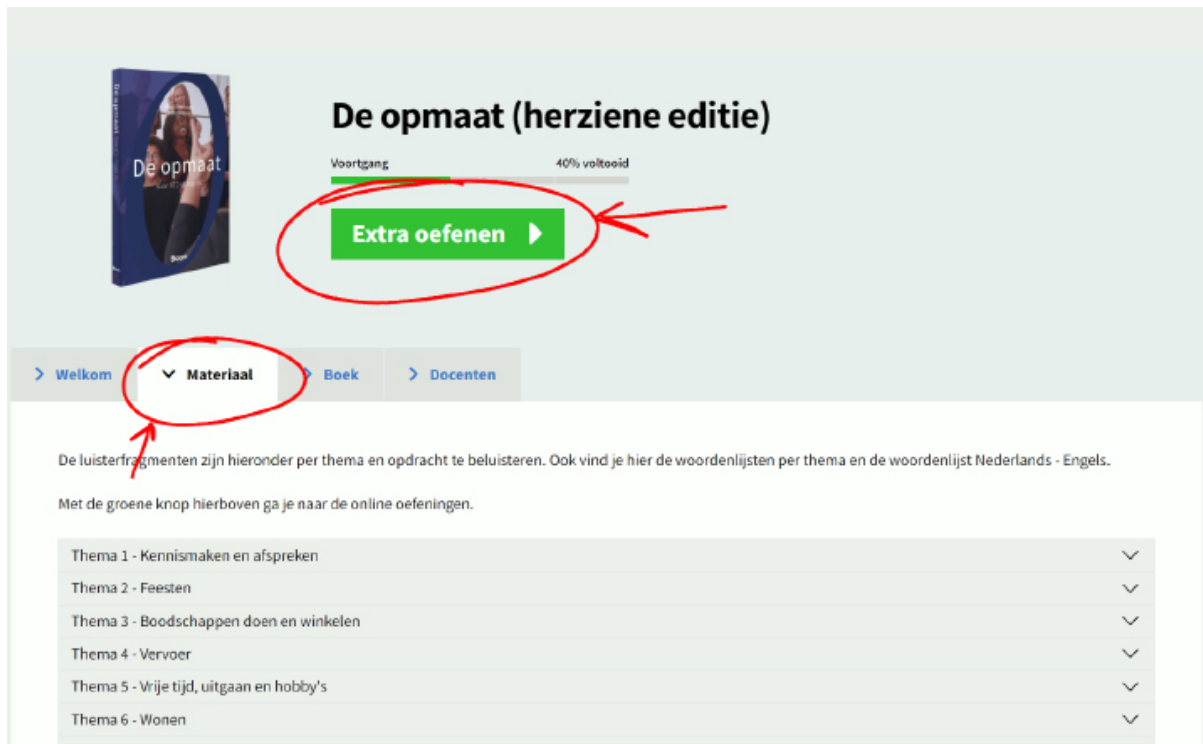 De opmaat
De opmaat
Boom
De opmaat (herziene editie)
Voortgang 40% voltooid
Extra oefenen
Welkom Materiaal Boek Docenten
De luisterfragmenten zijn hieronder per thema en opdracht te beluisteren. Ook vind je hier de woordenlijsten per thema en de woordenlijst Nederlands - Engels.
Met de groene knop hierboven ga je naar de online oefeningen.
Thema 1 - Kennismaken en afspreken
Thema 2 - Feesten
Thema 3 - Boodschappen doen en winkelen
Thema 4 - Vervoer
Thema 5 - Vrije tijd, uitgaan en hobby's
Thema 6 - Wonen